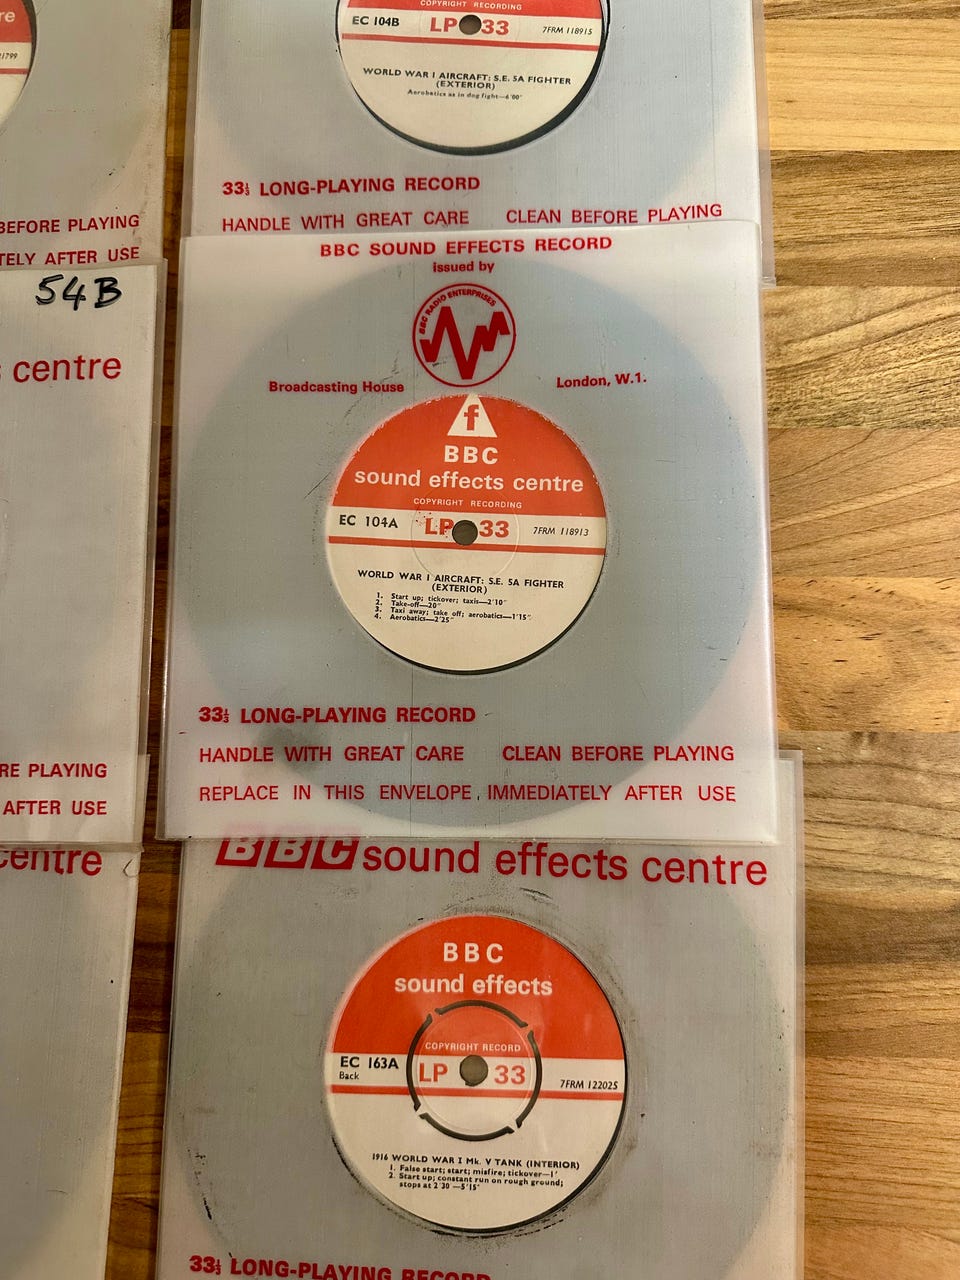 re
1799
BEFORE PLAYING
TELY AFTER USE
54B
s centre
RE PLAYING
AFTER USE
centre
COPYRIGHT RECORDING
EC 104B
LP 33
7FRM 118915
WORLD WAR I AIRCRAFT: S.E. 5A FIGHTER
(EXTERIOR)
Aerobatics as in dog fight—6'00"
33⅓ LONG-PLAYING RECORD
HANDLE WITH GREAT CARE CLEAN BEFORE PLAYING
BBC SOUND EFFECTS RECORD
issued by
BBC RADIO ENTERPRISES
Broadcasting House London, W.1.
f
BBC
sound effects centre
COPYRIGHT RECORDING
EC 104A LP 33 7FRM 118913
WORLD WAR I AIRCRAFT: S.E. 5A FIGHTER
(EXTERIOR)
1. Start up; tickover; taxis—2'10"
2. Take-off—20"
3. Taxi away; take off; aerobatics—1'15"
4. Aerobatics—2'25"
33⅓ LONG-PLAYING RECORD
HANDLE WITH GREAT CARE CLEAN BEFORE PLAYING
REPLACE IN THIS ENVELOPE IMMEDIATELY AFTER USE
BBC sound effects centre
BBC
sound effects
COPYRIGHT RECORD
EC 163A LP 33 7FRM 122025
Back
1916 WORLD WAR I Mk. V TANK (INTERIOR)
1. False start; start; misfire; tickover—1'
2. Start up; constant run on rough ground;
stops at 2'30"—5'15"
33⅓ LONG-PLAYING RECORD